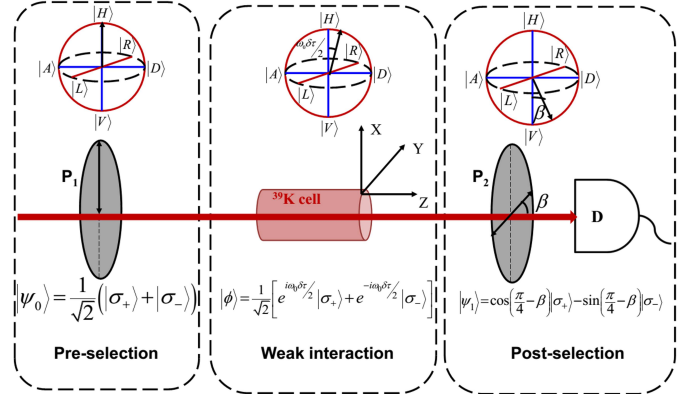 |H⟩
|R⟩
|A⟩
|D⟩
|L⟩
|V⟩
P₁
|ψ₀⟩=1/√2(|σ₊⟩+|σ₋⟩)
Pre-selection
|H⟩
ω₀δτ/2
|R⟩
|A⟩
|D⟩
|L⟩
|V⟩
X
Y
Z
³⁹K cell
|ϕ⟩=1/√2[e^{iω₀δτ/2}|σ₊⟩+e^{-iω₀δτ/2}|σ₋⟩]
Weak interaction
|H⟩
|R⟩
|A⟩
|D⟩
|L⟩
β
|V⟩
P₂
β
D
|ψ₁⟩=cos(π/4-β)|σ₊⟩-sin(π/4-β)|σ₋⟩
Post-selection